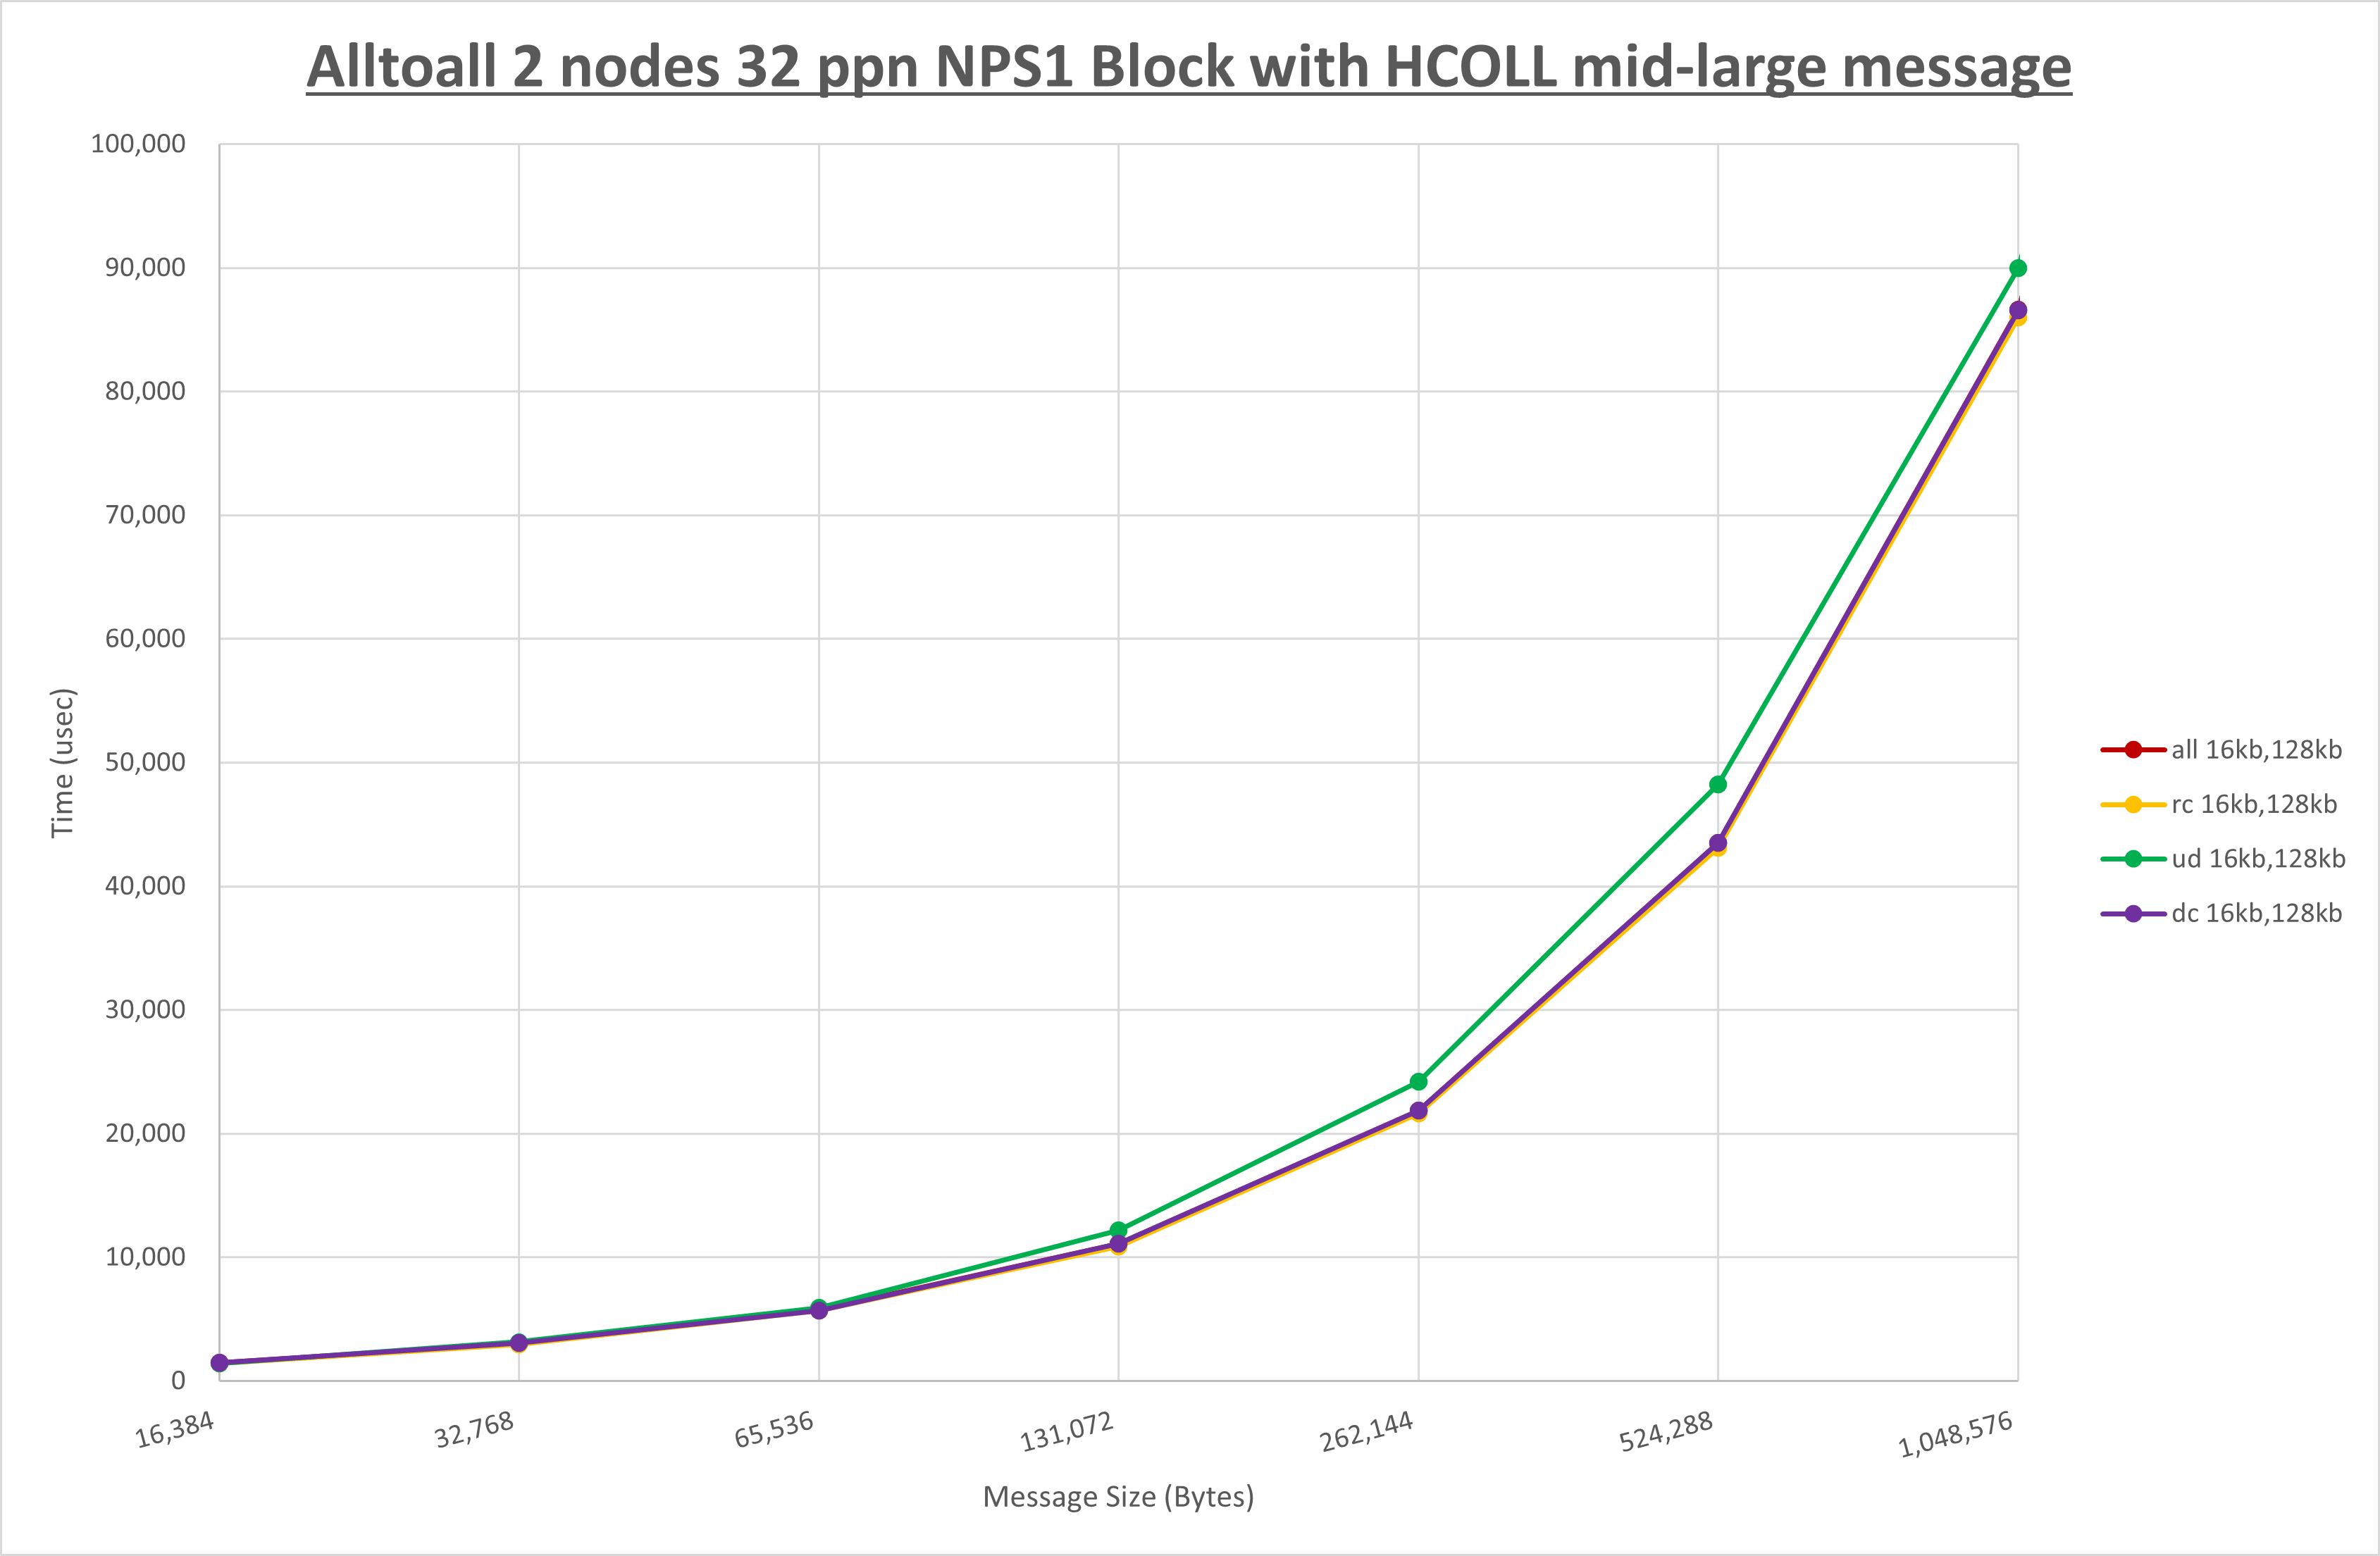 Alltoall 2 nodes 32 ppn NPS1 Block with HCOLL mid-large message
100,000
90,000
80,000
70,000
60,000
50,000
40,000
30,000
20,000
10,000
0
Time (usec)
16,384
32,768
65,536
131,072
262,144
524,288
1,048,576
Message Size (Bytes)
all 16kb,128kb
rc 16kb,128kb
ud 16kb,128kb
dc 16kb,128kb